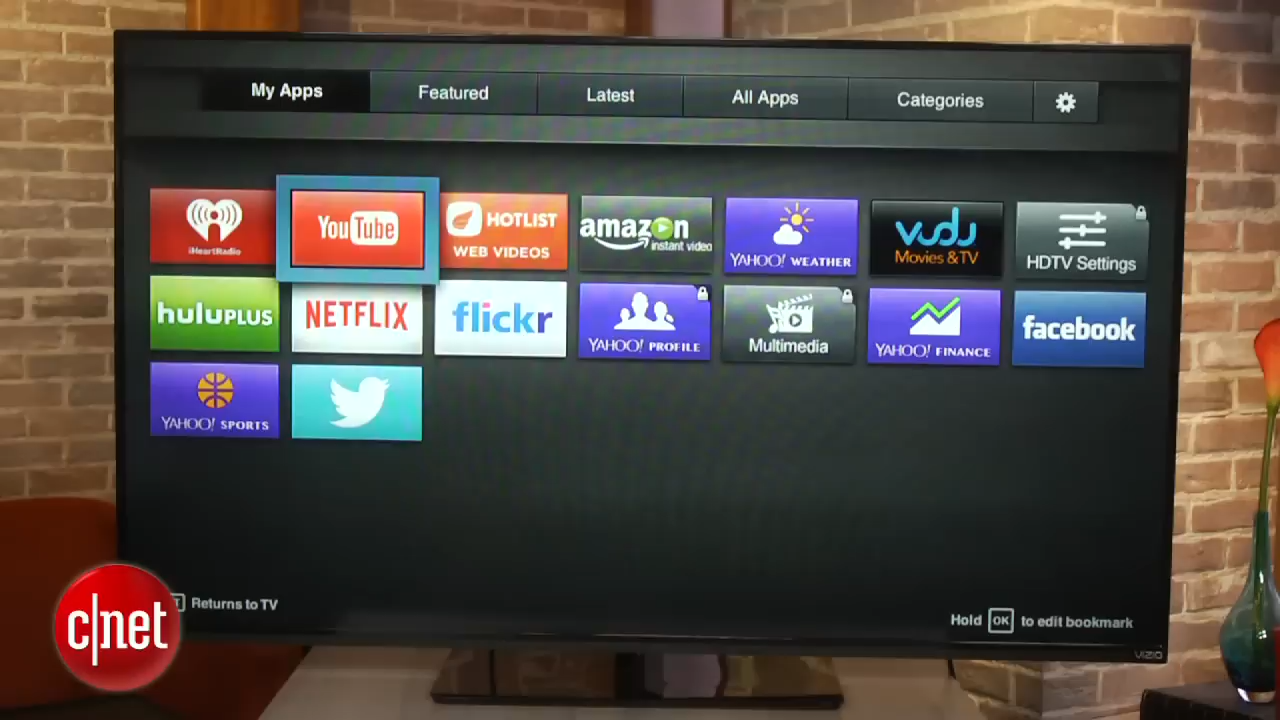 My Apps
Featured
Latest
All Apps
Categories
iHeartRadio
YouTube
HOTLIST
WEB VIDEOS
amazon
instant video
YAHOO! WEATHER
vudu
Movies & TV
HDTV Settings
huluPLUS
NETFLIX
flickr
YAHOO! PROFILE
Multimedia
YAHOO! FINANCE
facebook
YAHOO! SPORTS
Returns to TV
Hold OK to edit bookmark
VIZIO
c|net